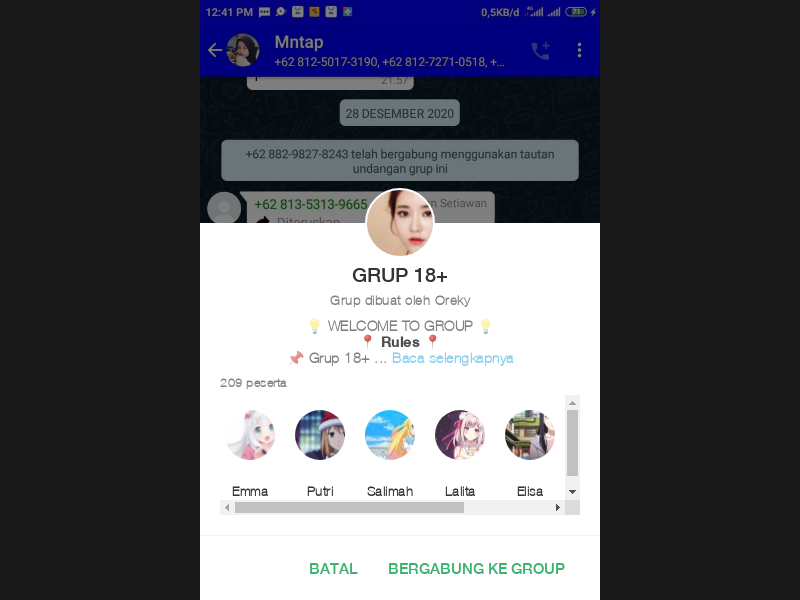 12:41 PM
0,5KB/d
71
Mntap
+62 812-5017-3190, +62 812-7271-0518, +…
21.57
28 DESEMBER 2020
+62 882-9827-8243 telah bergabung menggunakan tautan
undangan grup ini
+62 813-5313-9665
Setiawan
Diteruskan
GRUP 18+
Grup dibuat oleh Oreky
💡 WELCOME TO GROUP 💡
📍 Rules 📍
📌 Grup 18+ ... Baca selengkapnya
209 peserta
Emma Putri Salimah Lalita Elisa
BATAL BERGABUNG KE GROUP